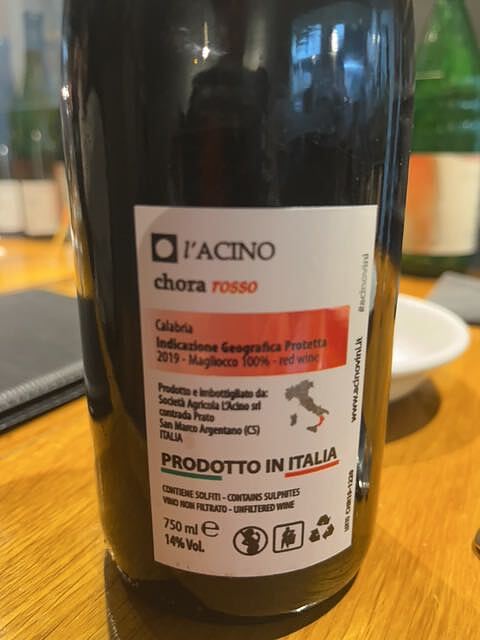 l'ACINO
chora rosso
Calabria
Indicazione Geografica Protetta
2019 - Magliocco 100% - red wine
Prodotto e imbottigliato da:
Società Agricola L'Acino srl
contrada Prato
San Marco Argentano (CS)
ITALIA
PRODOTTO IN ITALIA
CONTIENE SOLFITI - CONTAINS SULPHITES
VINO NON FILTRATO - UNFILTERED WINE
750 ml e
14% Vol.
#acinovini
www.acinovini.it